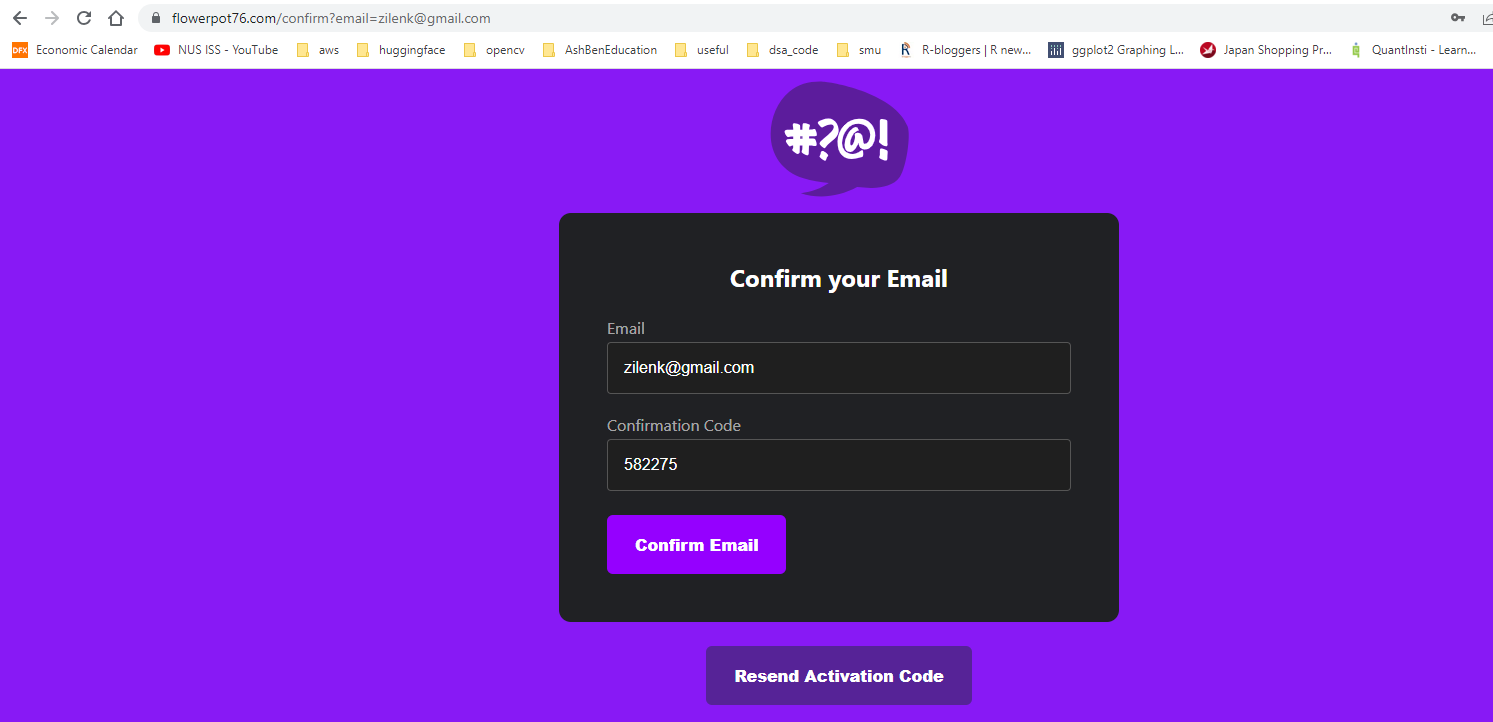 flowerpot76.com/confirm?email=zilenk@gmail.com
DFX Economic Calendar NUS ISS - YouTube aws huggingface opencv AshBenEducation useful dsa_code smu R R-bloggers | R new... ggplot2 Graphing L... Japan Shopping Pr... QuantInsti - Learn...
#?@!
Confirm your Email
Email
zilenk@gmail.com
Confirmation Code
582275
Confirm Email
Resend Activation Code